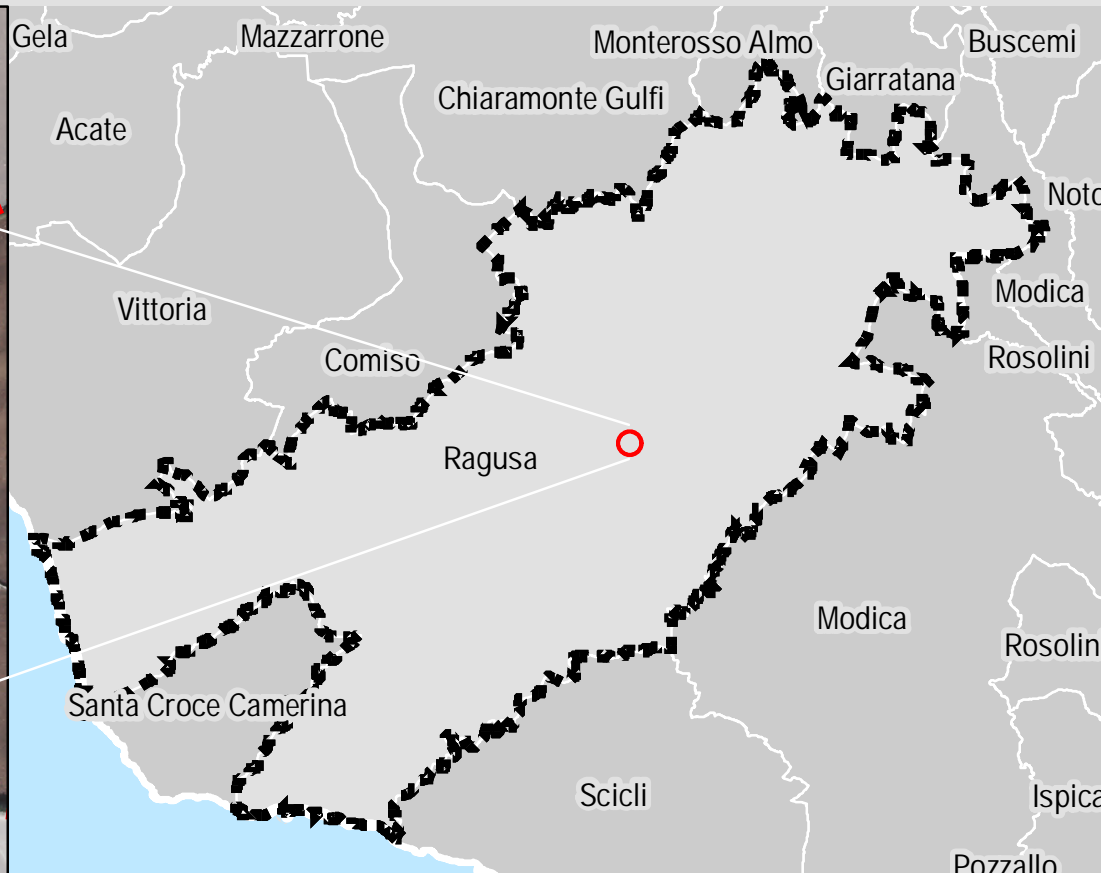 Gela
Mazzarrone
Monterosso Almo
Buscemi
Giarratana
Chiaramonte Gulfi
Acate
Noto
Modica
Vittoria
Comiso
Rosolini
Ragusa
Modica
Rosolin
Santa Croce Camerina
Scicli
Ispica
Pozzallo